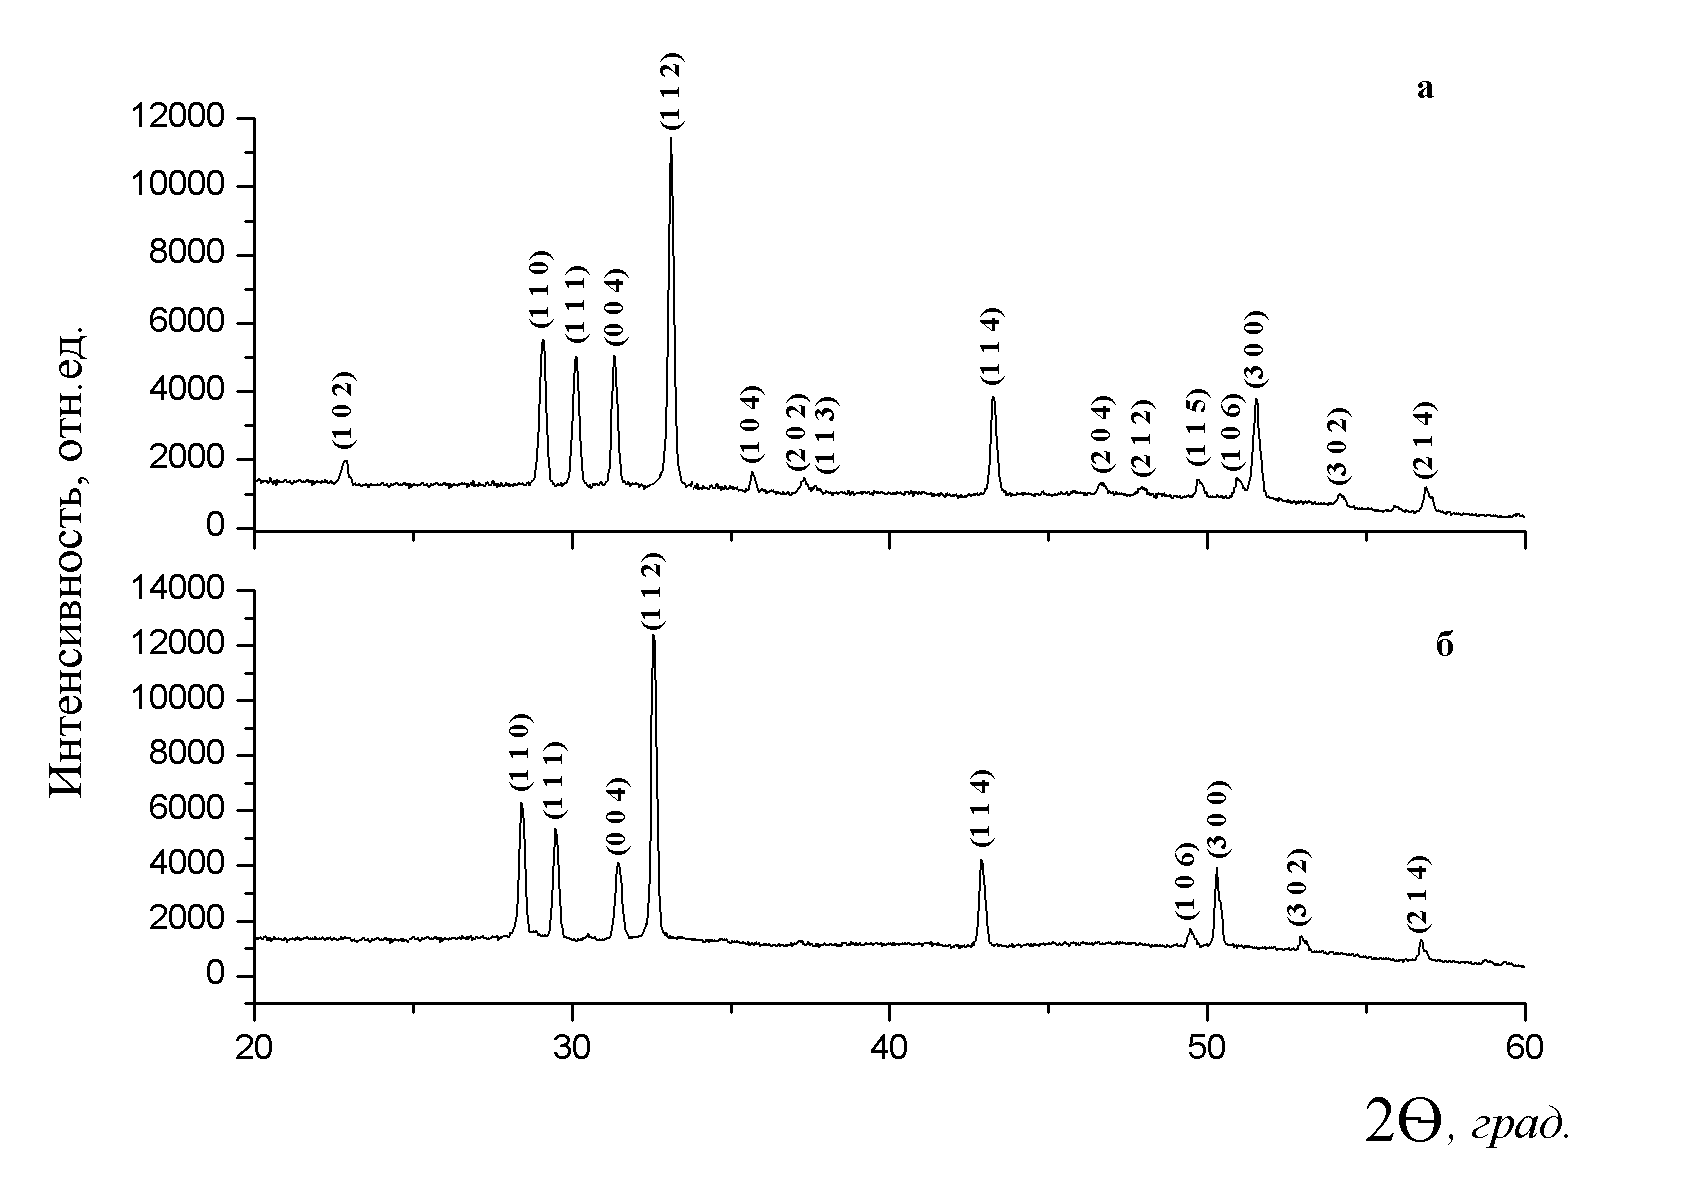 Интенсивность, отн.ед.
а
12000
10000
8000
6000
4000
2000
0
(1 0 2)
(1 1 0)
(1 1 1)
(0 0 4)
(1 1 2)
(1 0 4)
(2 0 2)
(1 1 3)
(1 1 4)
(2 0 4)
(2 1 2)
(1 1 5)
(1 0 6)
(3 0 0)
(3 0 2)
(2 1 4)
б
14000
12000
10000
8000
6000
4000
2000
0
(1 1 0)
(1 1 1)
(0 0 4)
(1 1 2)
(1 1 4)
(1 0 6)
(3 0 0)
(3 0 2)
(2 1 4)
20 30 40 50 60
2Θ, град.